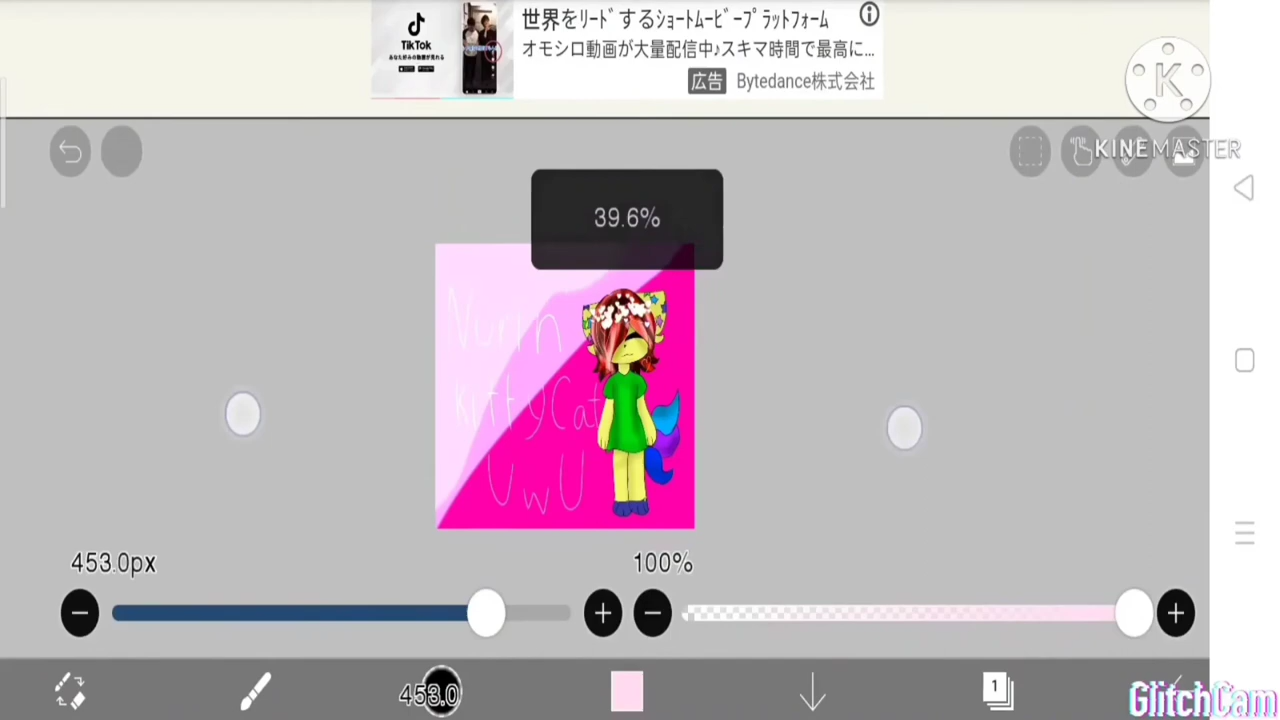 TikTok
世界をﾘｰﾄﾞするｼｮｰﾄﾑｰﾋﾞｰﾌﾟﾗｯﾄﾌｫｰﾑ
オモシロ動画が大量配信中♪スキマ時間で最高に...
広告 Bytedance株式会社
K
KINEMASTER
39.6%
Nurin
kittyCat
UwU
453.0px
100%
453.0
1
GlitchCam